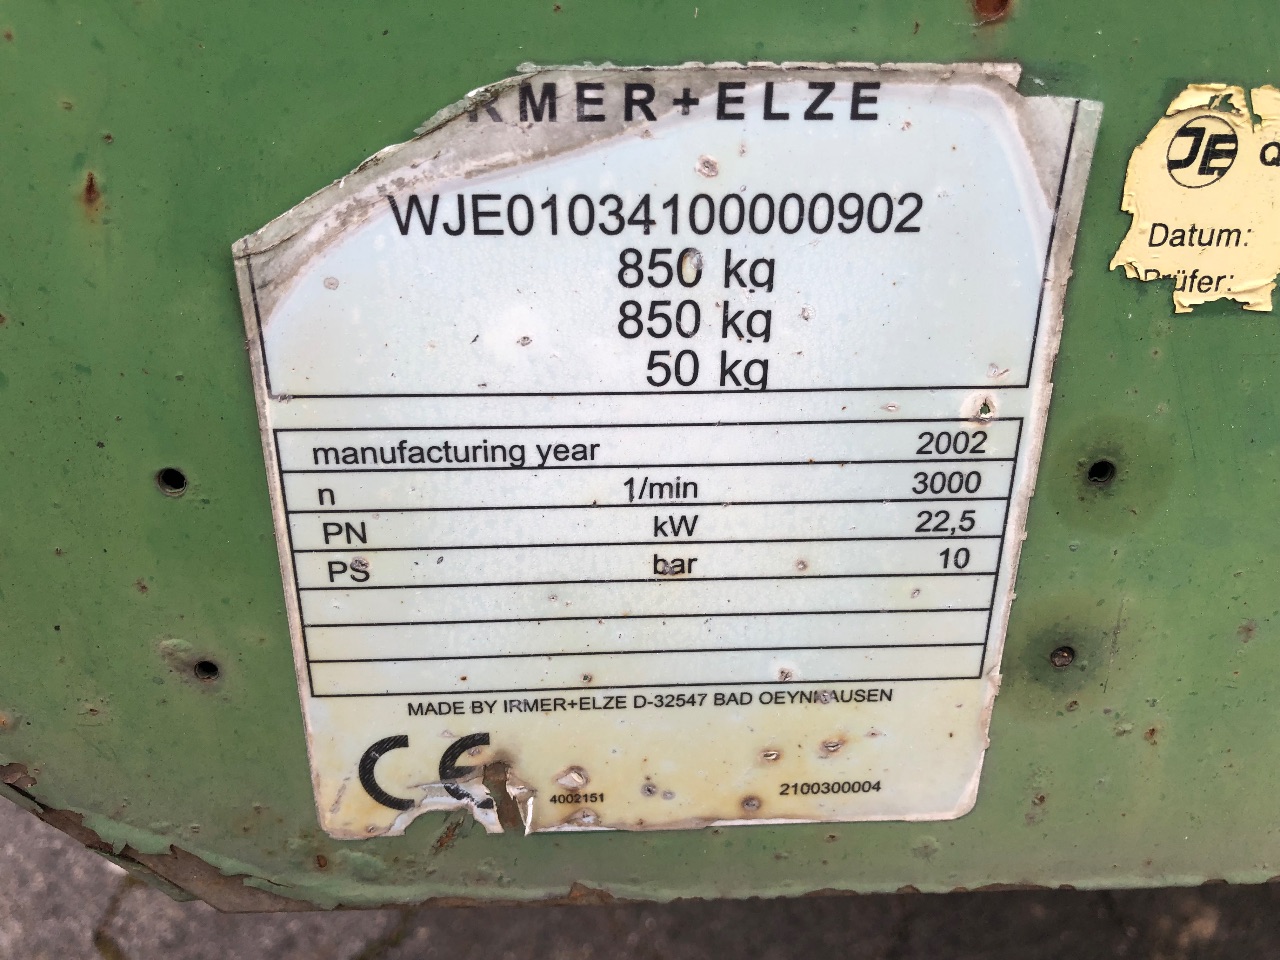 IRMER+ELZE
WJE01034100000902
850 kg
850 kg
50 kg
manufacturing year 2002
n 1/min 3000
PN kW 22,5
PS bar 10
MADE BY IRMER+ELZE D-32547 BAD OEYNHAUSEN
CE 4002151 2100300004
JE
Datum:
Prüfer: